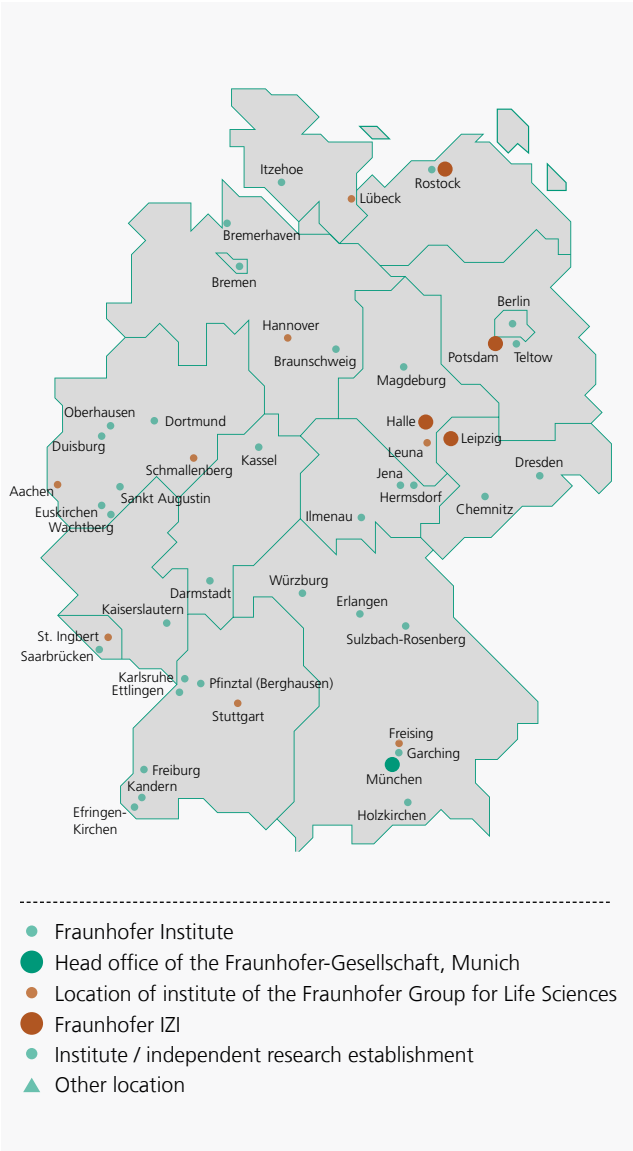 Itzehoe
Rostock
Lübeck
Bremerhaven
Bremen
Berlin
Hannover
Braunschweig
Potsdam
Teltow
Magdeburg
Oberhausen
Dortmund
Halle
Duisburg
Leipzig
Kassel
Leuna
Schmallenberg
Dresden
Jena
Aachen
Sankt Augustin
Hermsdorf
Chemnitz
Euskirchen
Ilmenau
Wachtberg
Würzburg
Darmstadt
Erlangen
Kaiserslautern
St. Ingbert
Sulzbach-Rosenberg
Saarbrücken
Karlsruhe
Pfinztal (Berghausen)
Ettlingen
Stuttgart
Freising
Garching
Freiburg
München
Kandern
Efringen-
Kirchen
Holzkirchen
Fraunhofer Institute
Head office of the Fraunhofer-Gesellschaft, Munich
Location of institute of the Fraunhofer Group for Life Sciences
Fraunhofer IZI
Institute / independent research establishment
Other location